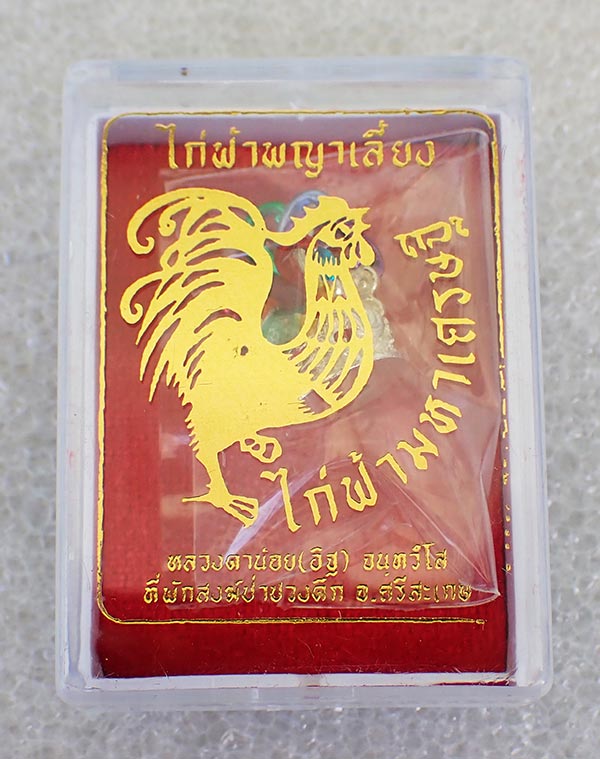 ไก่ฟ้าพญาเลี้ยง
ไก่ฟ้ามหาเศรษฐี
หลวงตาน้อย(อิฐ) จนฺทวํโส
ที่พักสงฆ์ป่าช่วงตึก จ.ศรีสะเกษ